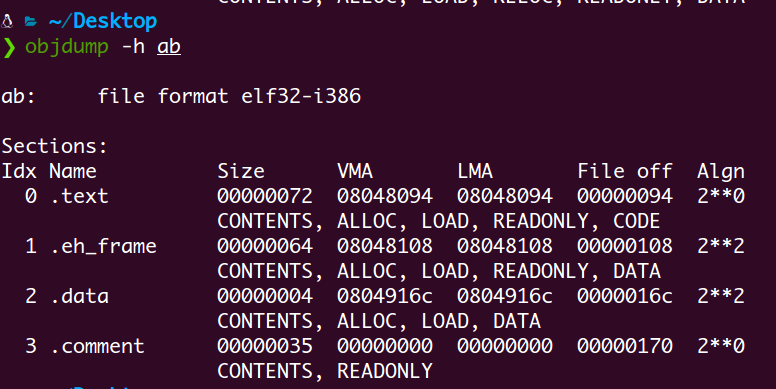 CONTENTS, ALLOC, LOAD, RELOC, READONLY, DATA
~/Desktop
❯ objdump -h ab
ab:     file format elf32-i386
Sections:
Idx Name          Size      VMA       LMA       File off  Algn
  0 .text         00000072  08048094  08048094  00000094  2**0
                  CONTENTS, ALLOC, LOAD, READONLY, CODE
  1 .eh_frame     00000064  08048108  08048108  00000108  2**2
                  CONTENTS, ALLOC, LOAD, READONLY, DATA
  2 .data         00000004  0804916c  0804916c  0000016c  2**2
                  CONTENTS, ALLOC, LOAD, DATA
  3 .comment      00000035  00000000  00000000  00000170  2**0
                  CONTENTS, READONLY